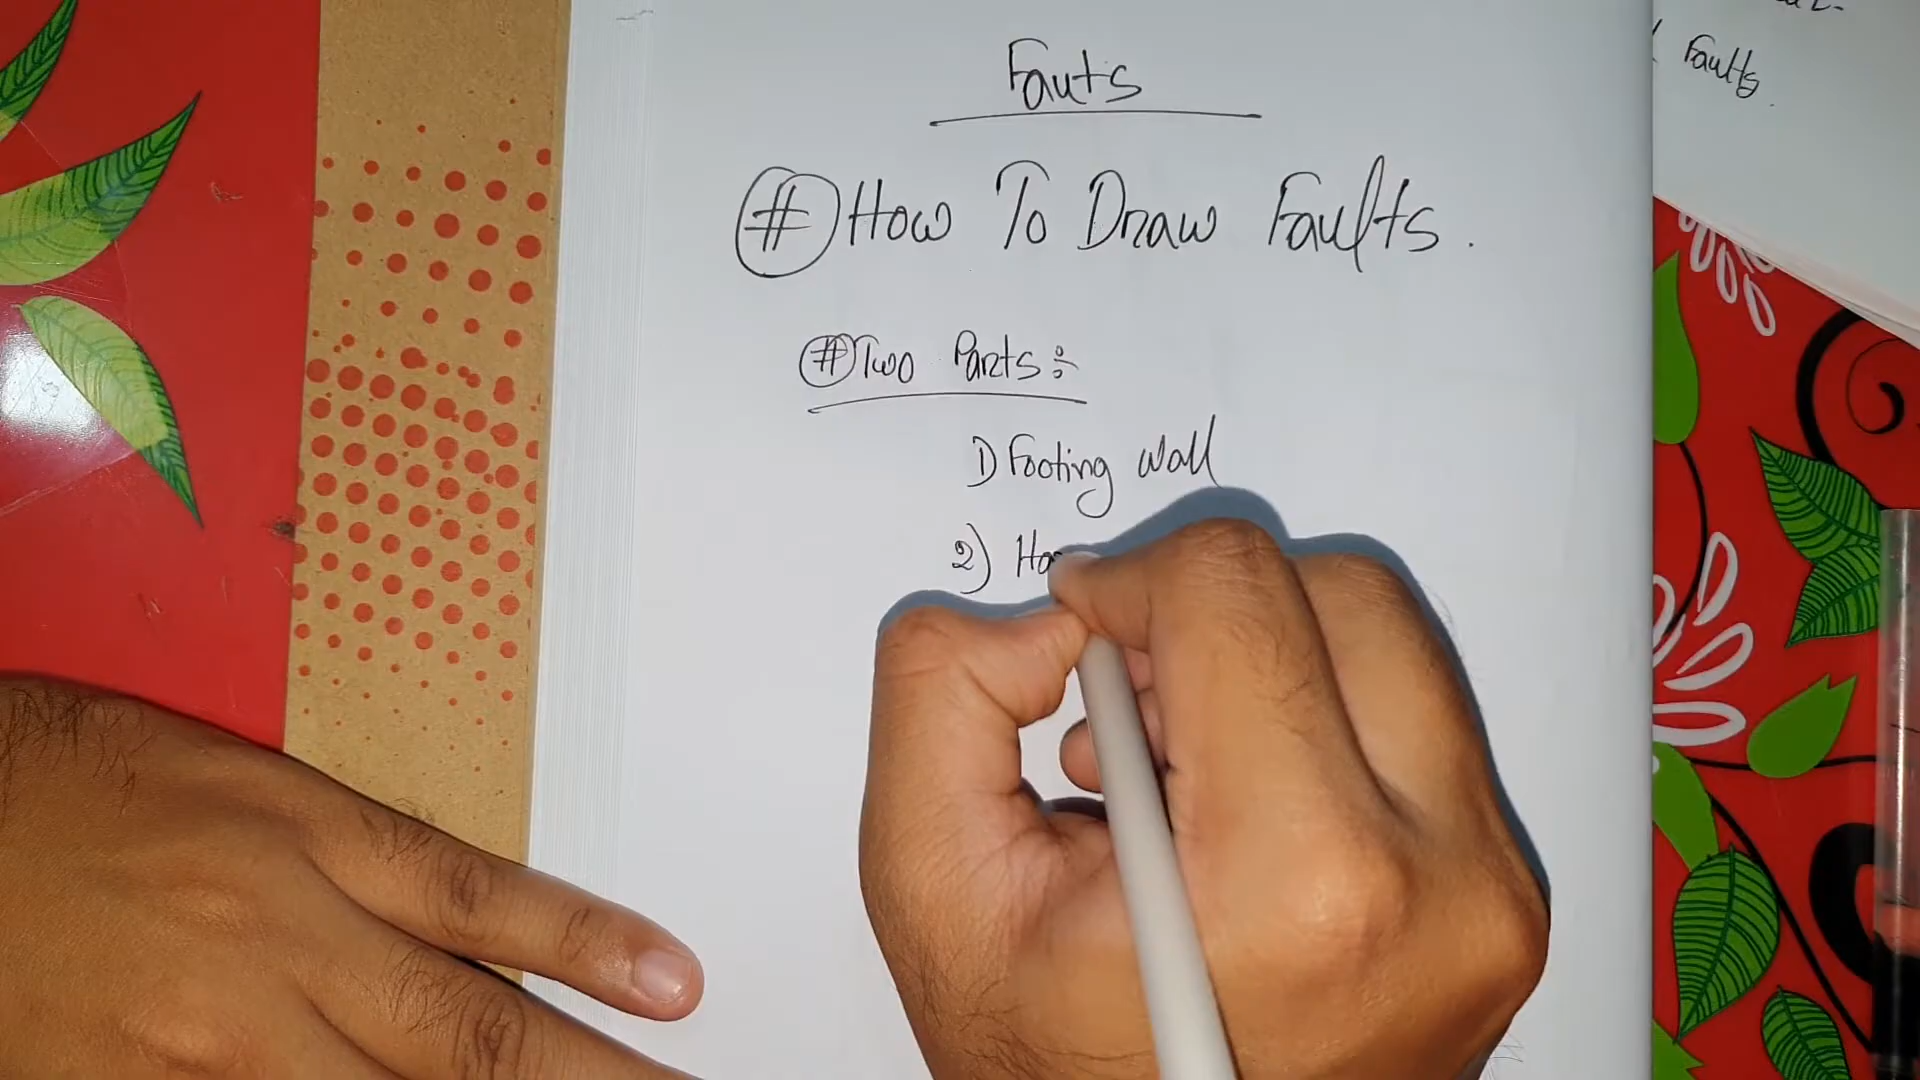 Fauts
# How To Draw Faults.
# Two Parts:
1) Footing Wall
2) Ha
Faults.